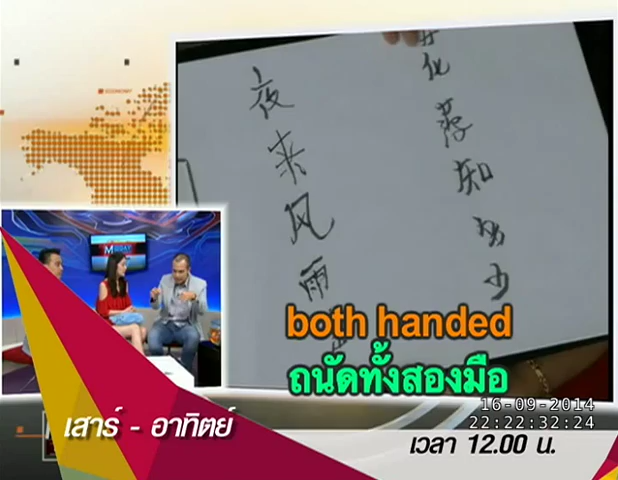 ECONOMY
夜来风雨
花落知多少
both handed
ถนัดทั้งสองมือ
16-09-2014
22:22:32:24
เสาร์ - อาทิตย์
เวลา 12.00 น.